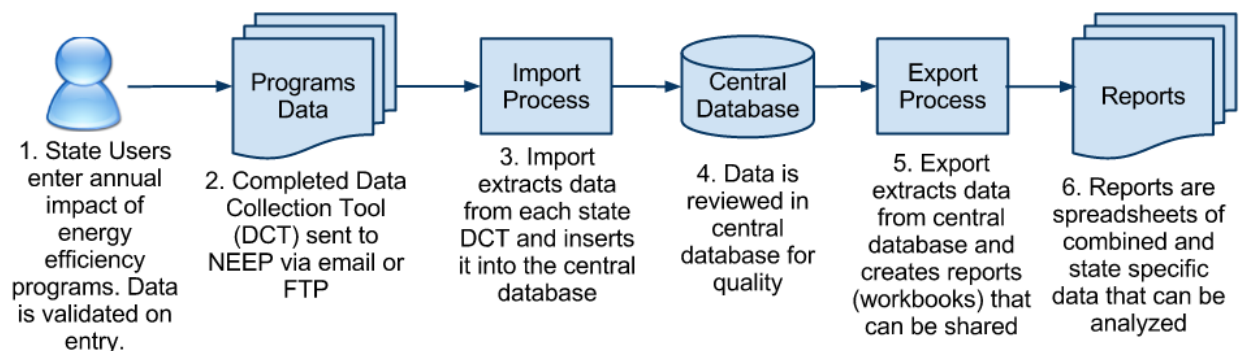 Programs
Data
Import
Process
Central
Database
Export
Process
Reports
1. State Users
enter annual
impact of
energy
efficiency
programs. Data
is validated on
entry.
2. Completed Data
Collection Tool
(DCT) sent to
NEEP via email or
FTP
3. Import
extracts data
from each state
DCT and inserts
it into the central
database
4. Data is
reviewed in
central
database for
quality
5. Export
extracts data
from central
database and
creates reports
(workbooks) that
can be shared
6. Reports are
spreadsheets of
combined and
state specific
data that can be
analyzed